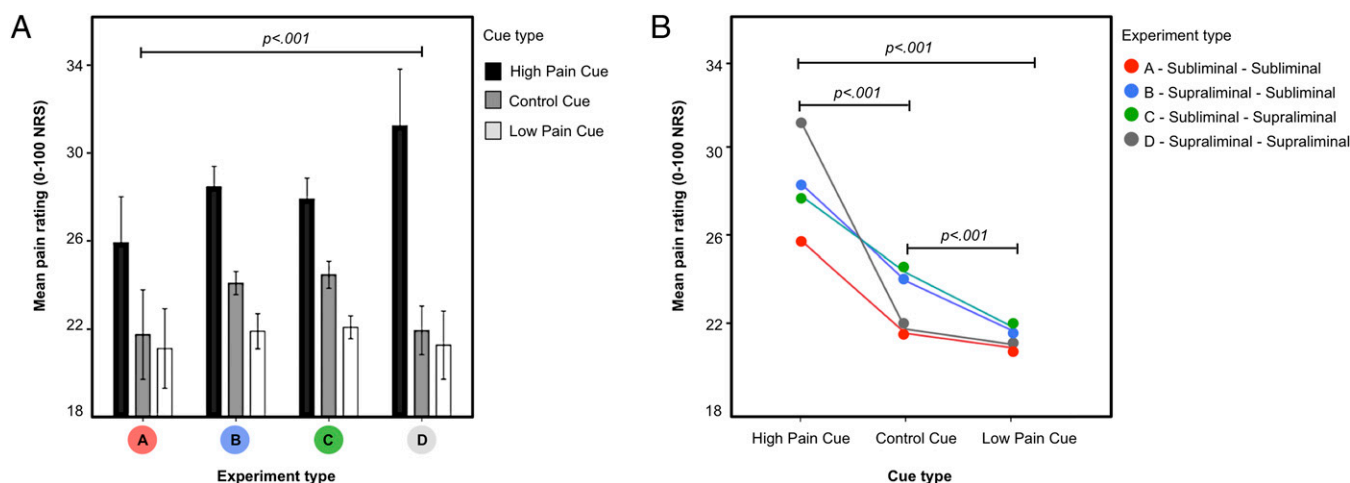 A
Mean pain rating (0-100 NRS)
34
30
26
22
18
p<.001
Cue type
High Pain Cue
Control Cue
Low Pain Cue
A B C D
Experiment type
B
Mean pain rating (0-100 NRS)
34
30
26
22
18
p<.001
p<.001
p<.001
High Pain Cue Control Cue Low Pain Cue
Cue type
Experiment type
A - Subliminal - Subliminal
B - Supraliminal - Subliminal
C - Subliminal - Supraliminal
D - Supraliminal - Supraliminal